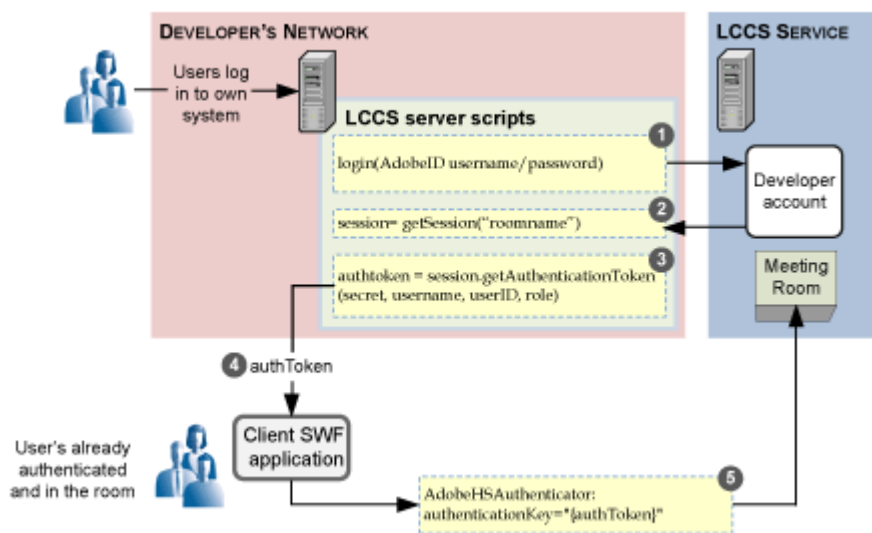 DEVELOPER'S NETWORK
LCCS SERVICE
Users log
in to own
system
LCCS server scripts
1
login(AdobeID username/password)
Developer
account
2
session= getSession("roomname")
3
authtoken = session.getAuthenticationToken
(secret, username, userID, role)
Meeting
Room
4 authToken
User's already
authenticated
and in the room
Client SWF
application
5
AdobeHSAuthenticator:
authenticationKey="{authToken}"